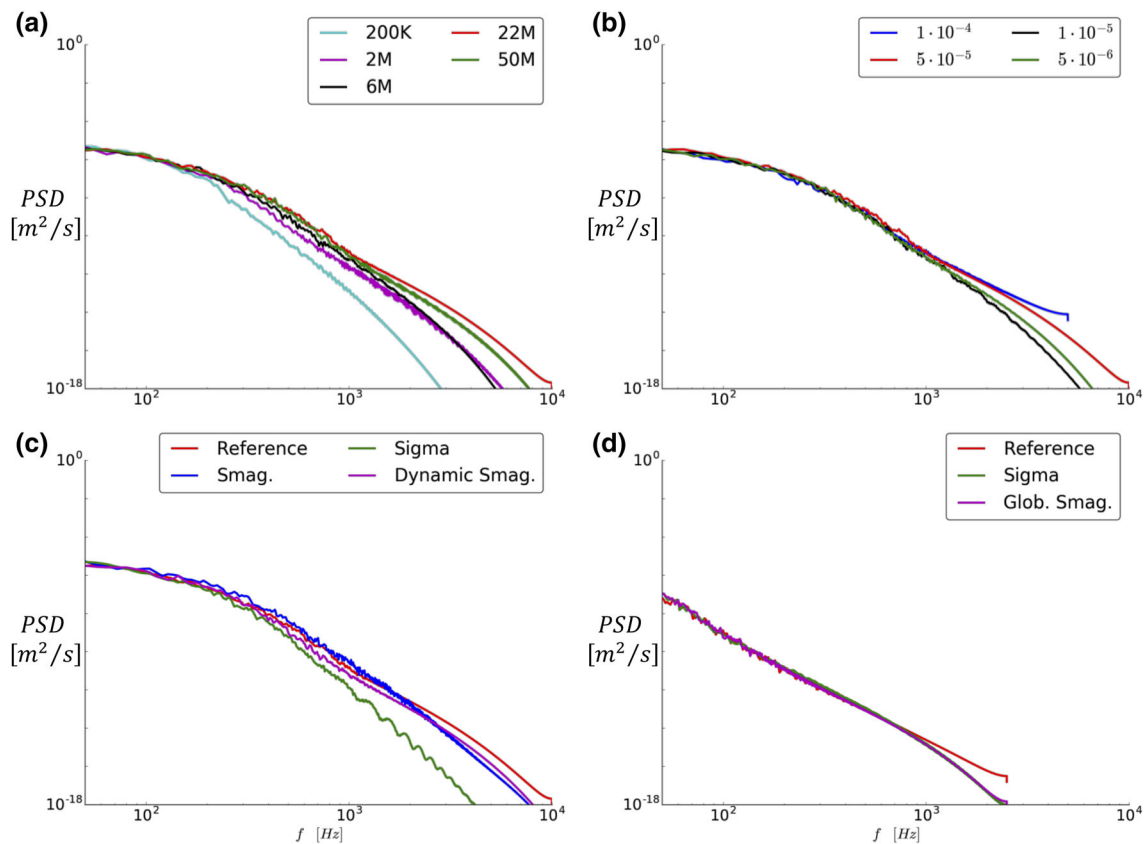 (a)
200K 22M
2M 50M
6M
10^0
PSD
[m^2/s]
10^-18
10^2 10^3 10^4
(b)
1 · 10^-4 1 · 10^-5
5 · 10^-5 5 · 10^-6
10^0
PSD
[m^2/s]
10^-18
10^2 10^3 10^4
(c)
Reference Sigma
Smag. Dynamic Smag.
10^0
PSD
[m^2/s]
10^-18
10^2 10^3 10^4
f [Hz]
(d)
Reference
Sigma
Glob. Smag.
10^0
PSD
[m^2/s]
10^-18
10^2 10^3 10^4
f [Hz]